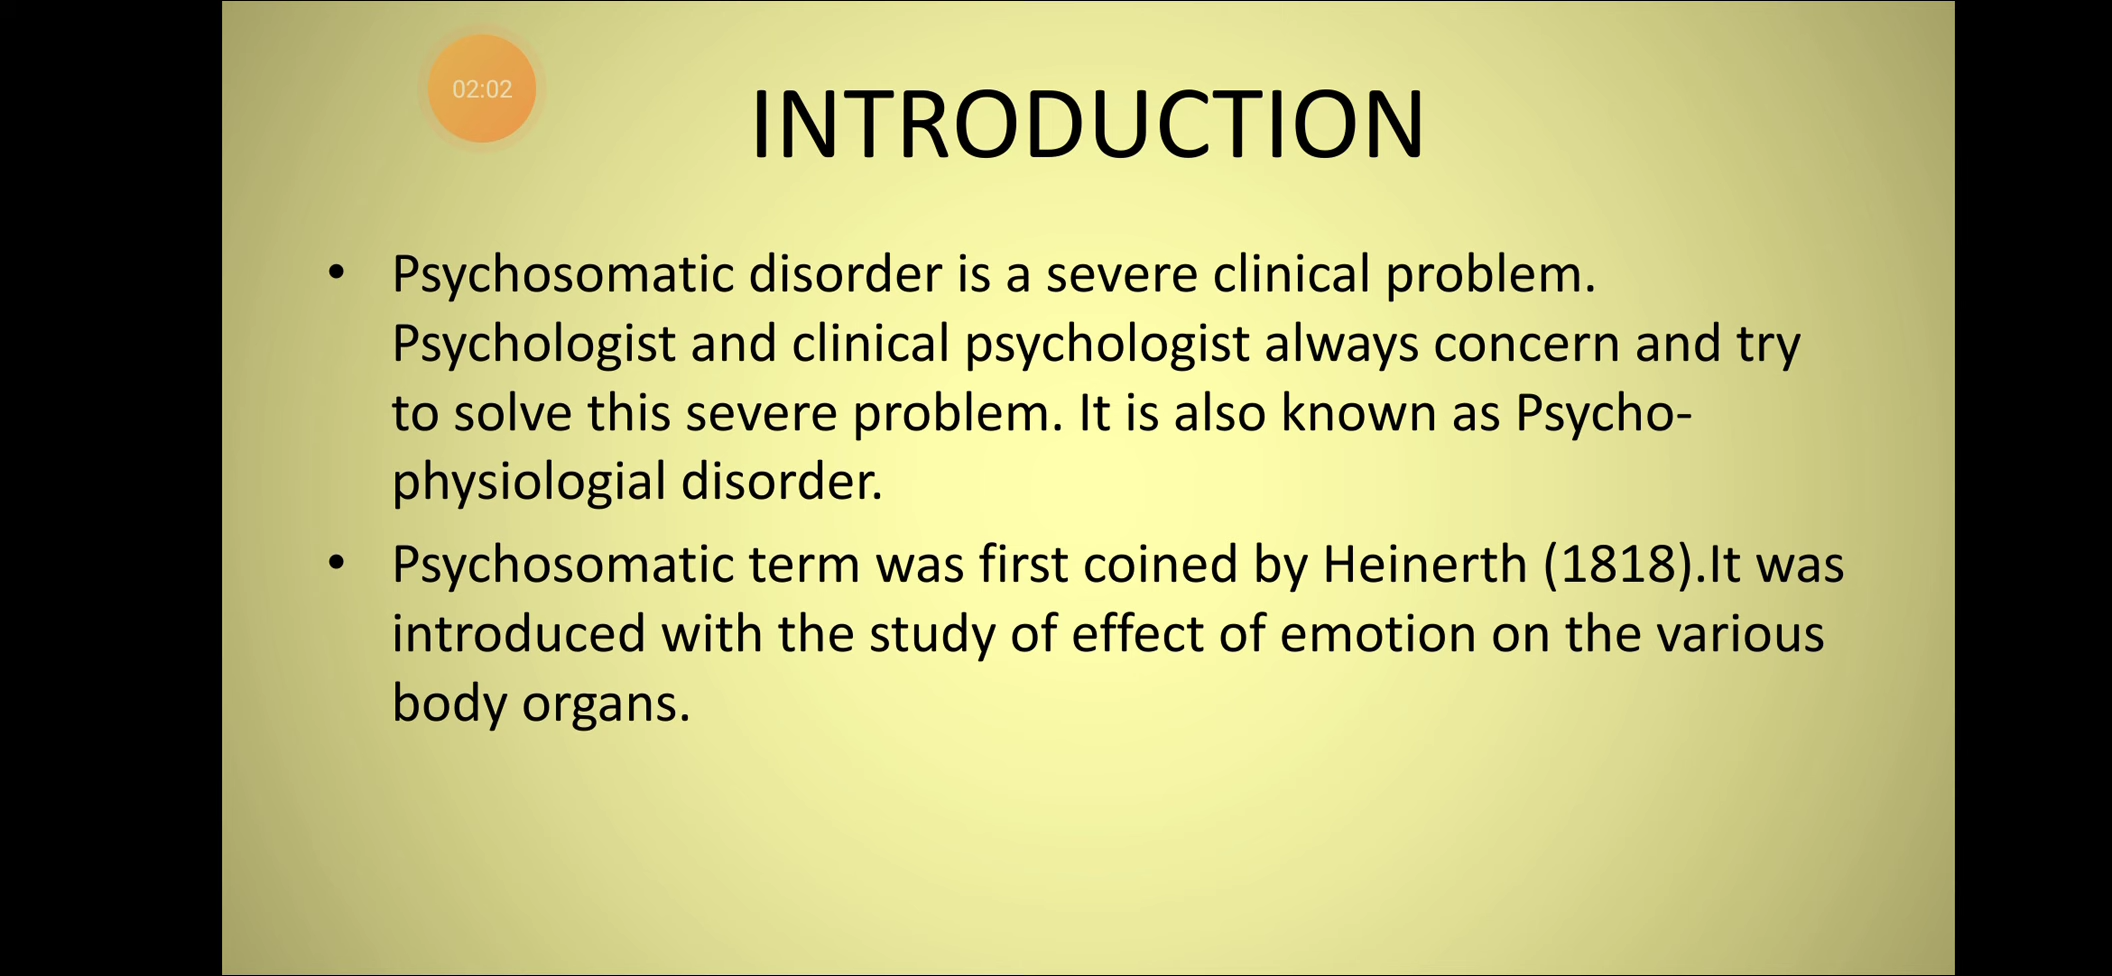 02:02
INTRODUCTION
• Psychosomatic disorder is a severe clinical problem.
Psychologist and clinical psychologist always concern and try
to solve this severe problem. It is also known as Psycho-
physiologial disorder.
• Psychosomatic term was first coined by Heinerth (1818).It was
introduced with the study of effect of emotion on the various
body organs.